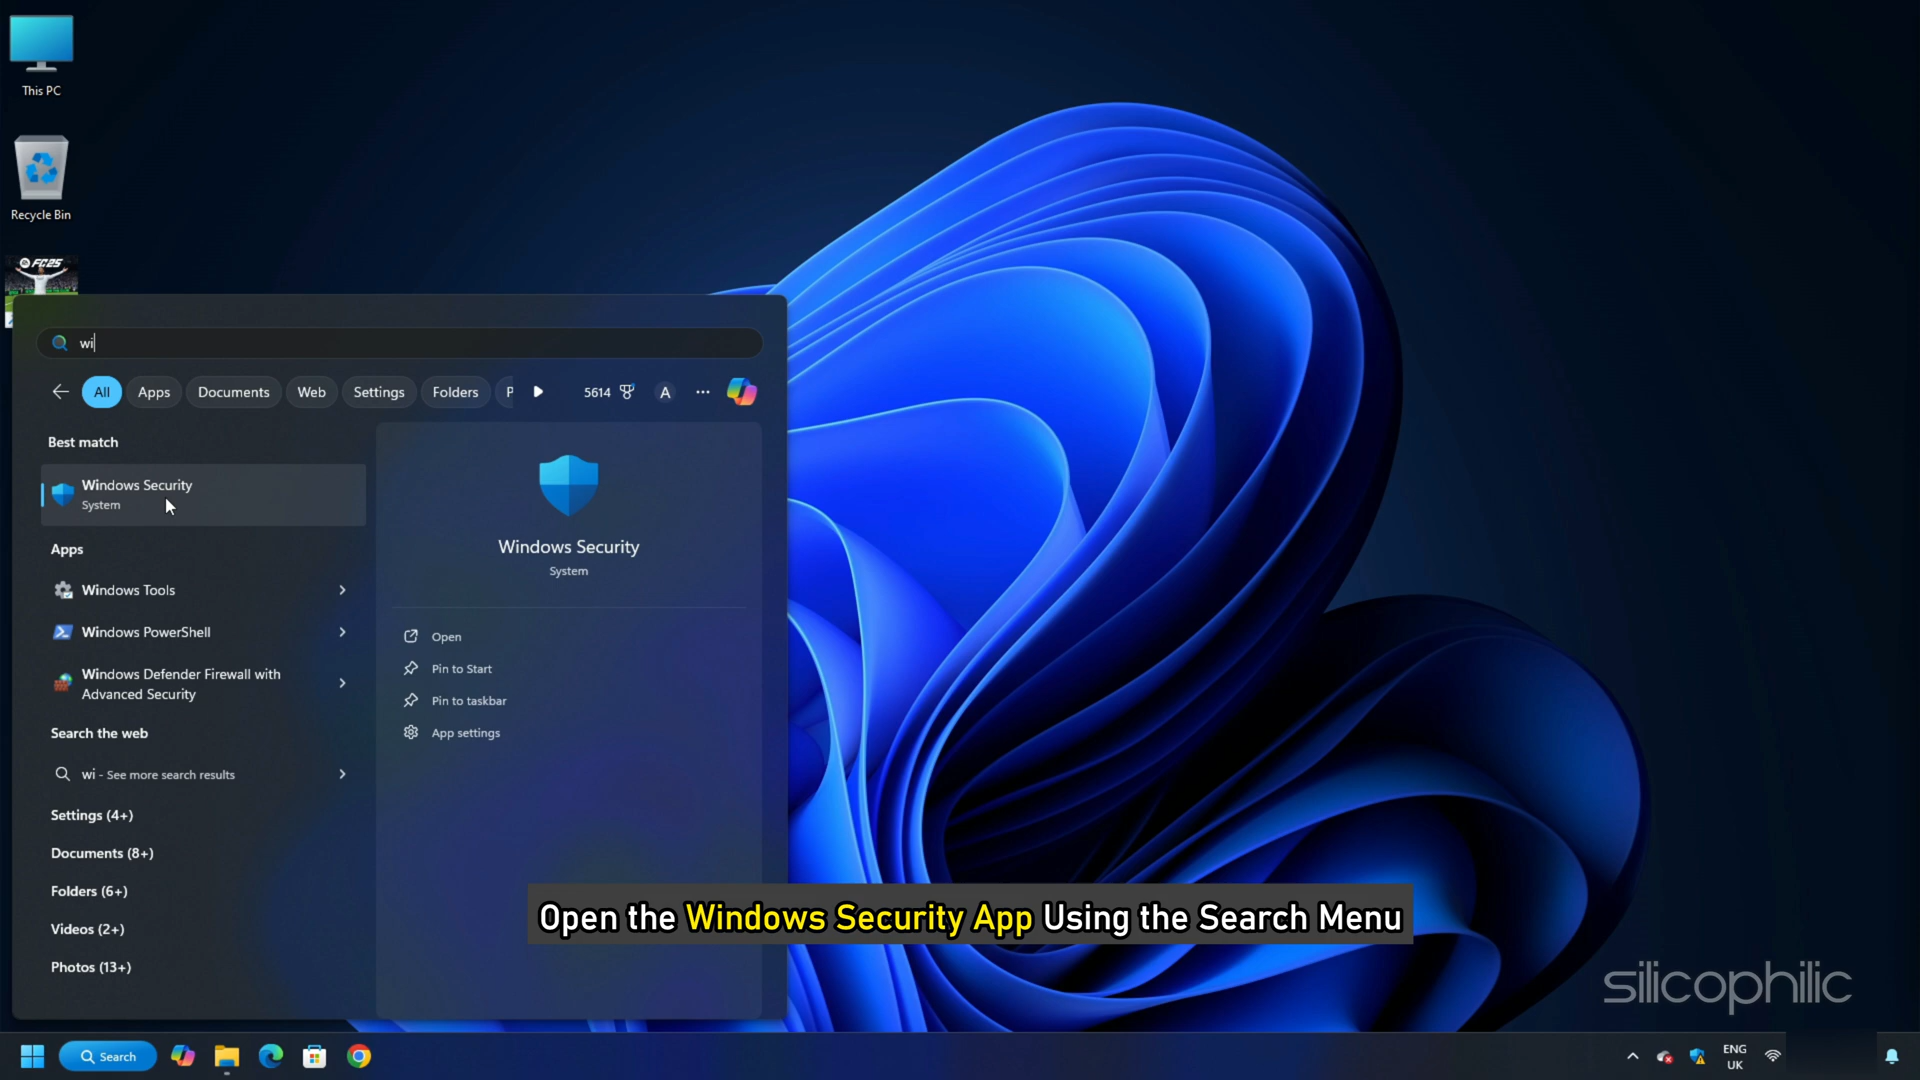 This PC
Recycle Bin
FC25
wi
All
Apps
Documents
Web
Settings
Folders
P
5614
A
Best match
Windows Security
System
Apps
Windows Tools
Windows PowerShell
Windows Defender Firewall with
Advanced Security
Search the web
wi - See more search results
Settings (4+)
Documents (8+)
Folders (6+)
Videos (2+)
Photos (13+)
Windows Security
System
Open
Pin to Start
Pin to taskbar
App settings
Open the Windows Security App Using the Search Menu
silicophilic
Search
ENG
UK